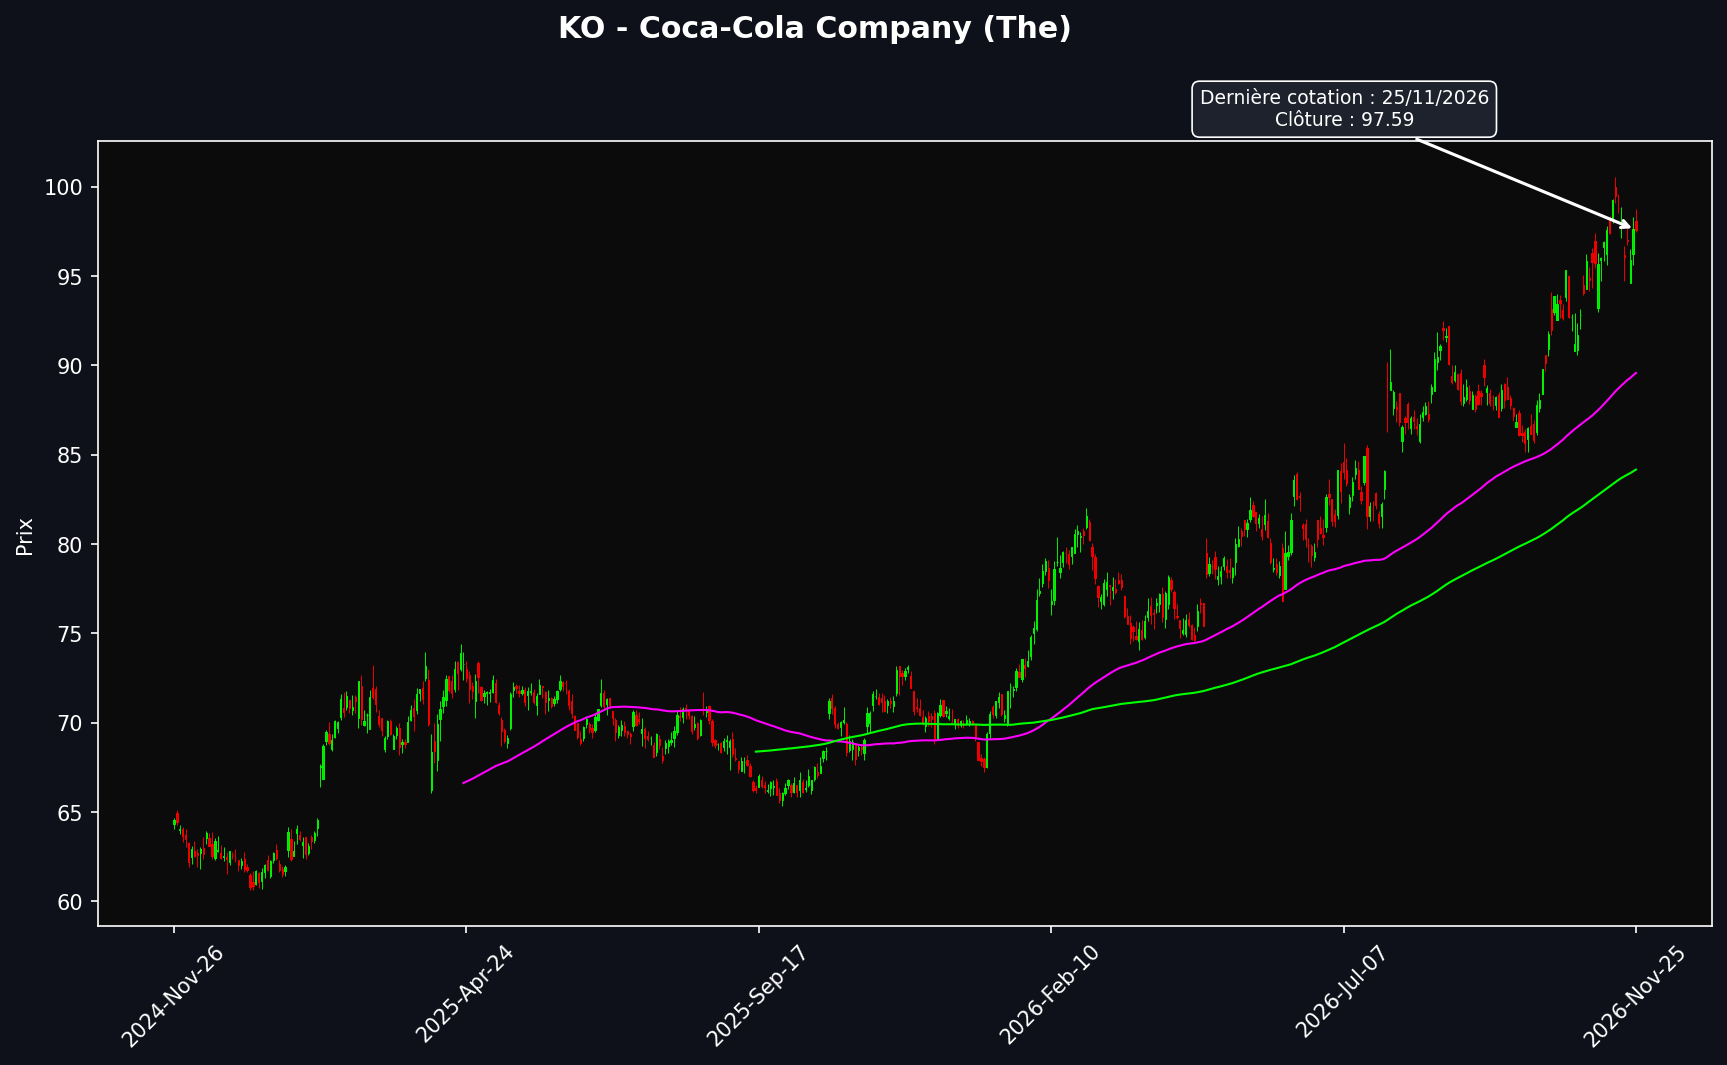 KO - Coca-Cola Company (The)
Dernière cotation : 25/11/2026
Clôture : 97.59
Prix
100
95
90
85
80
75
70
65
60
2024-Nov-26
2025-Apr-24
2025-Sep-17
2026-Feb-10
2026-Jul-07
2026-Nov-25